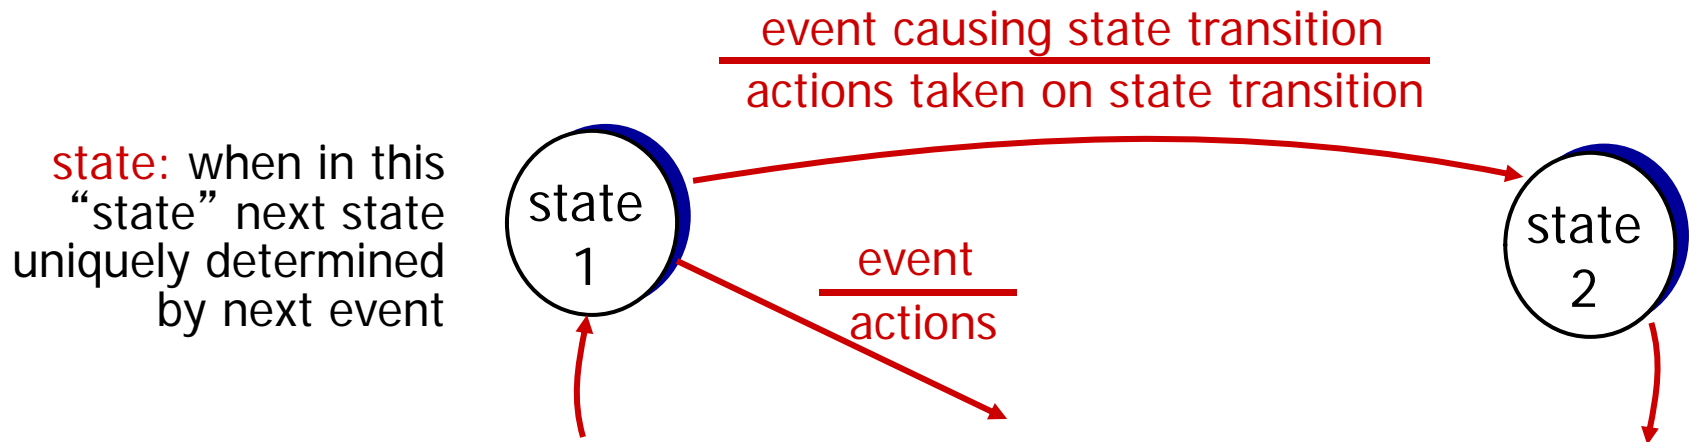 event causing state transition
actions taken on state transition
state: when in this
“state” next state
uniquely determined
by next event
state
1
event
actions
state
2